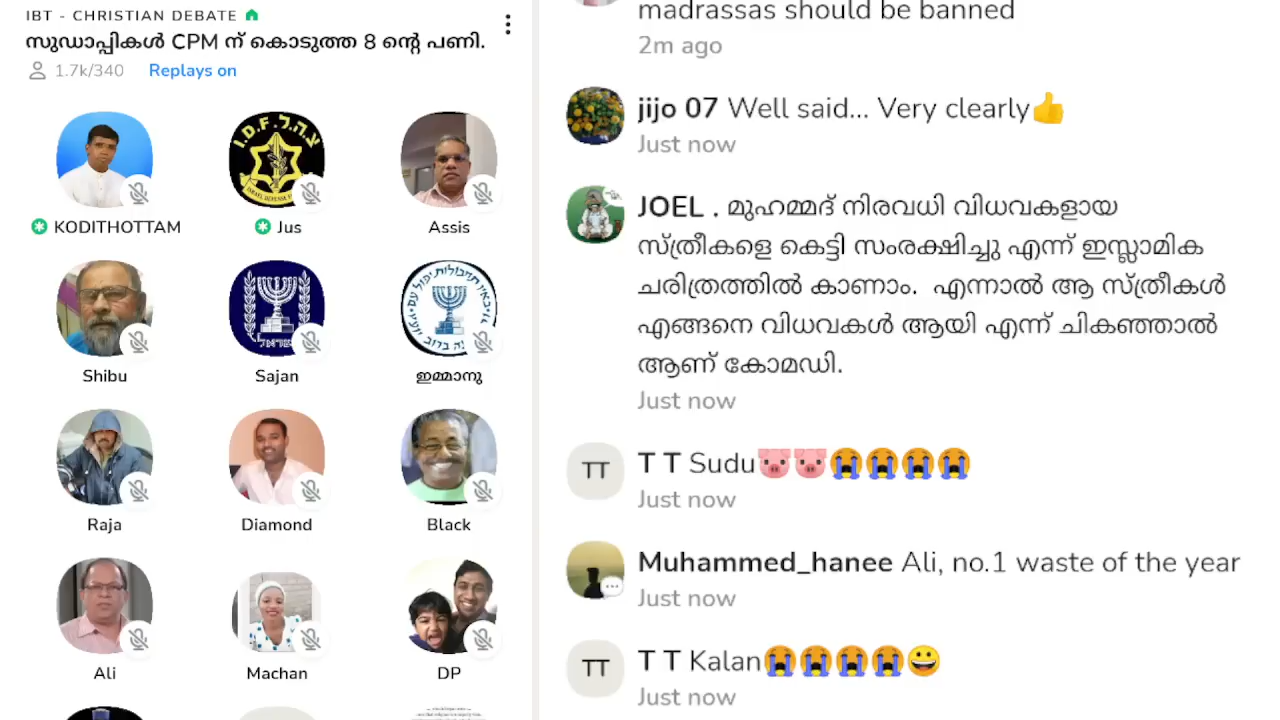 IBT - CHRISTIAN DEBATE
സുഡാപ്പികൾ CPM ന് കൊടുത്ത 8 ന്റെ പണി.
1.7k/340 Replays on
I.D.F. צ.ה.ל.
KODITHOTTAM
Jus
Assis
ישראל
Shibu
Sajan
ഇമ്മാനു
Raja
Diamond
Black
Ali
Machan
DP
madrassas should be banned
2m ago
jijo 07 Well said... Very clearly👍
Just now
JOEL . മുഹമ്മദ് നിരവധി വിധവകളായ
സ്ത്രീകളെ കെട്ടി സംരക്ഷിച്ചു എന്ന് ഇസ്ലാമിക
ചരിത്രത്തിൽ കാണാം. എന്നാൽ ആ സ്ത്രീകൾ
എങ്ങനെ വിധവകൾ ആയി എന്ന് ചികഞ്ഞാൽ
ആണ് കോമഡി.
Just now
TT
T T Sudu🐷🐷😭😭😭😭
Just now
Muhammed_hanee Ali, no.1 waste of the year
Just now
TT
T T Kalan😭😭😭😭😀
Just now